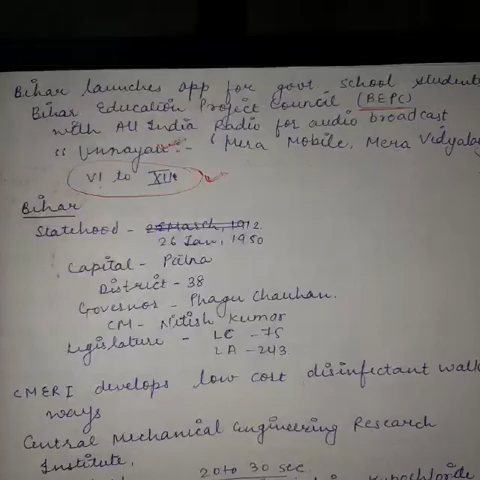 Bihar launches app for govt. school students
Bihar Education Project Council (BEPC)
with All India Radio for audio broadcast
"Unnayan :- 'Mera Mobile, Mera Vidyalay
VI to XII
Bihar
Statehood - 22 March, 1912.
26 Jan, 1950
Capital - Patna
District - 38
Governor - Phagu Chauhan.
CM - Nitish Kumar
Legislature - LC - 75
LA - 243
CMERI develops low cost disinfectant walk
ways
Central Mechanical Engineering Research
Institute.
20 to 30 sec.
Hypochloride